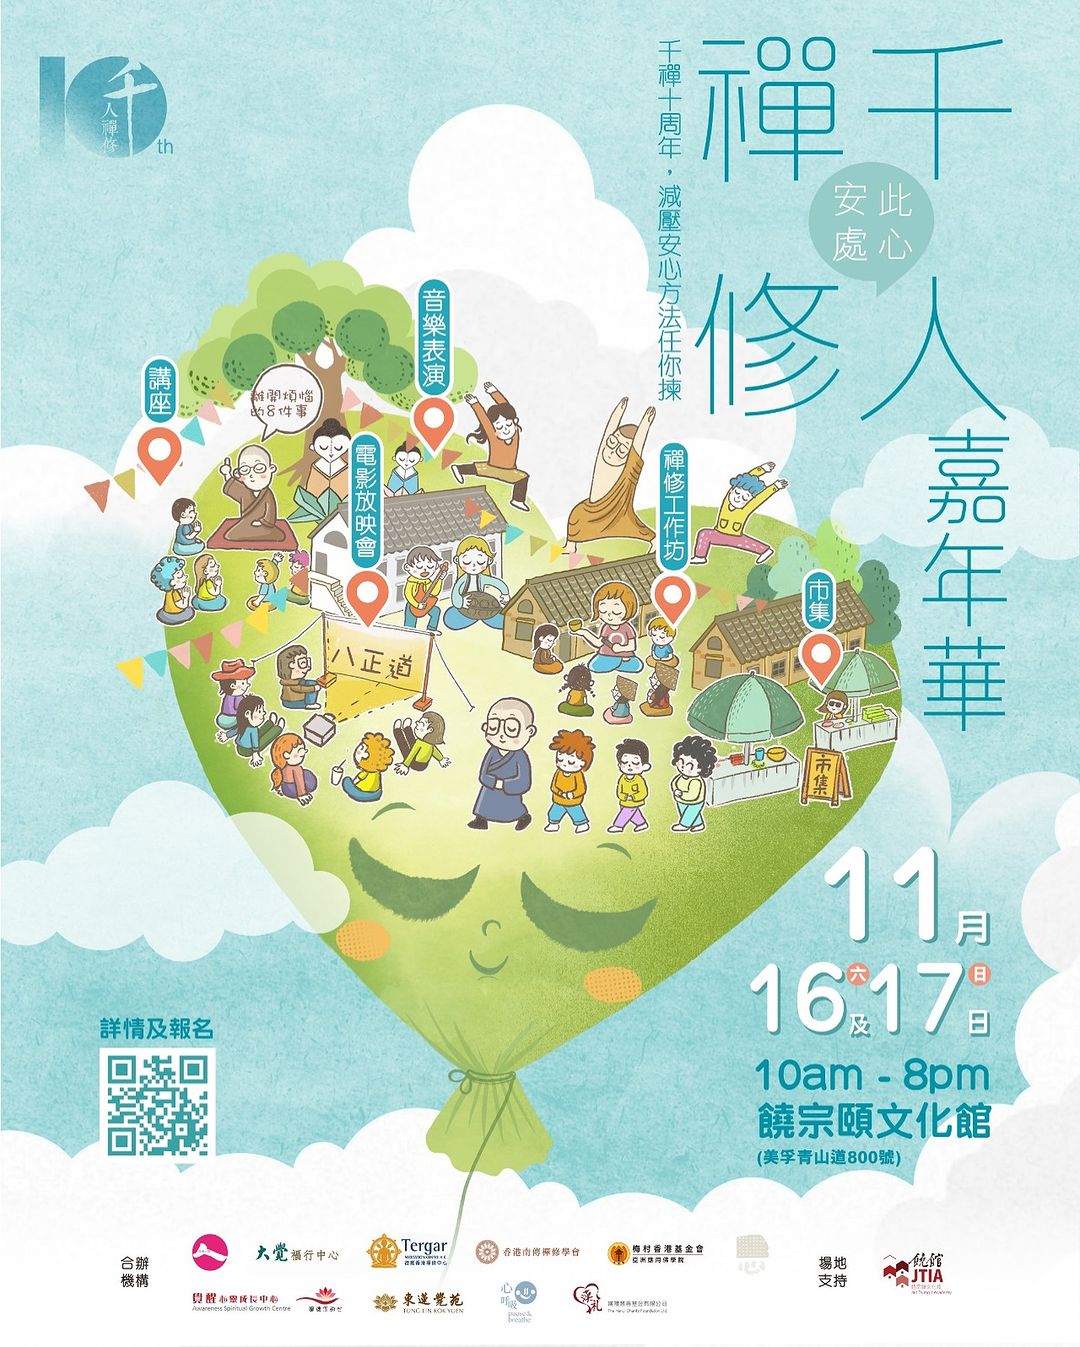 10th
千人禪修
千人禪修
嘉年華
此心安處
千禪十周年，減壓安心方法任你揀
音樂表演
講座
離開煩惱
的8件事
電影放映會
禪修工作坊
市集
八正道
市集
11月
16六及17日日
10am - 8pm
饒宗頤文化館
(美孚青山道800號)
詳情及報名
合辦
機構
大覺福行中心
Tergar
香港南傳禪修學會
梅村香港基金會
亞洲應用佛學院
場地
支持
饒館
JTIA
覺醒心靈成長中心
Awareness Spiritual Growth Centre
東蓮覺苑
TUNG LIN KOK YUEN
心呼吸
pause &
breathe